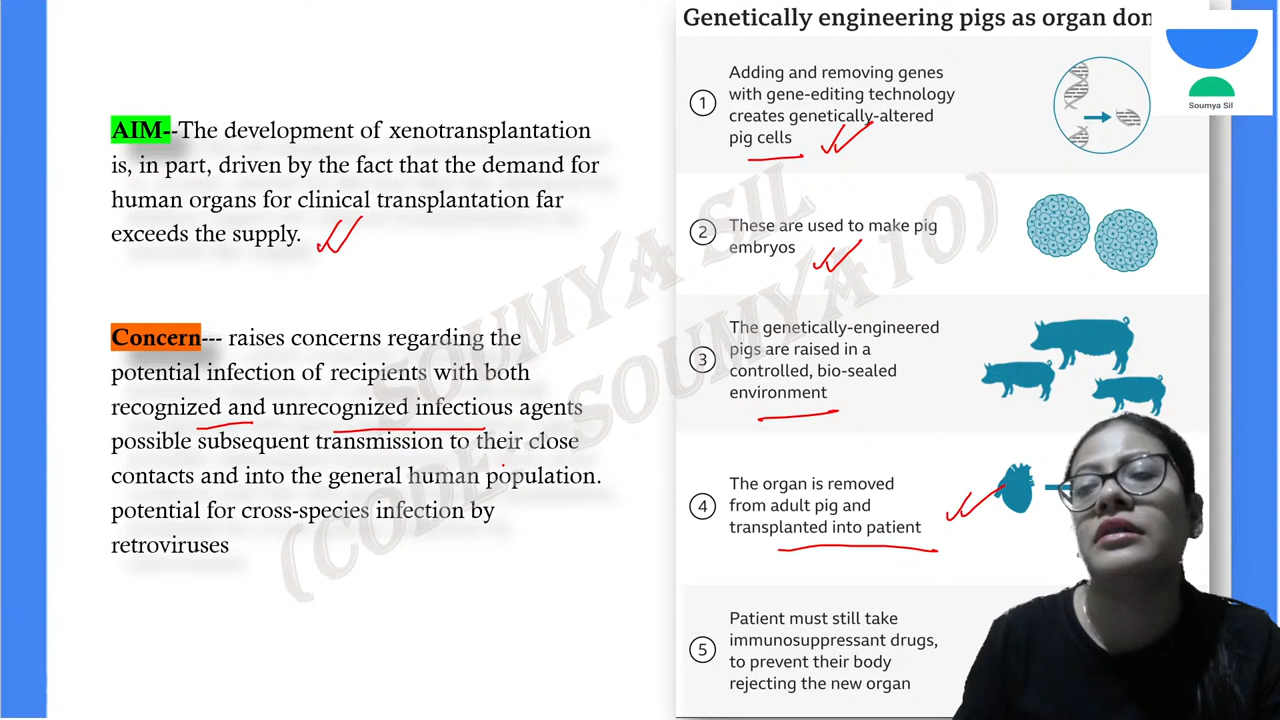 AIM--The development of xenotransplantation
is, in part, driven by the fact that the demand for
human organs for clinical transplantation far
exceeds the supply.
Concern--- raises concerns regarding the
potential infection of recipients with both
recognized and unrecognized infectious agents
possible subsequent transmission to their close
contacts and into the general human population.
potential for cross-species infection by
retroviruses
Genetically engineering pigs as organ don
Soumya Sil
1
Adding and removing genes
with gene-editing technology
creates genetically-altered
pig cells
2
These are used to make pig
embryos
3
The genetically-engineered
pigs are raised in a
controlled, bio-sealed
environment
4
The organ is removed
from adult pig and
transplanted into patient
5
Patient must still take
immunosuppressant drugs,
to prevent their body
rejecting the new organ
SOUMYA SIL
(CODE: SOUMYA10)